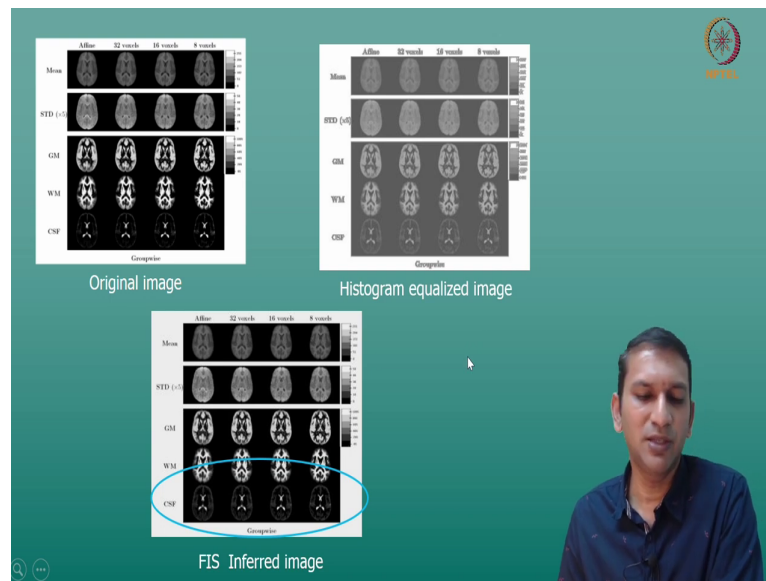 Affine 32 voxels 16 voxels 8 voxels
Mean
STD (×5)
GM
WM
CSF
Groupwise
Original image
Affine 32 voxels 16 voxels 8 voxels
Mean
STD (×5)
GM
WM
CSF
Groupwise
Histogram equalized image
NPTEL
Affine 32 voxels 16 voxels 8 voxels
Mean
STD (×5)
GM
WM
CSF
Groupwise
FIS Inferred image